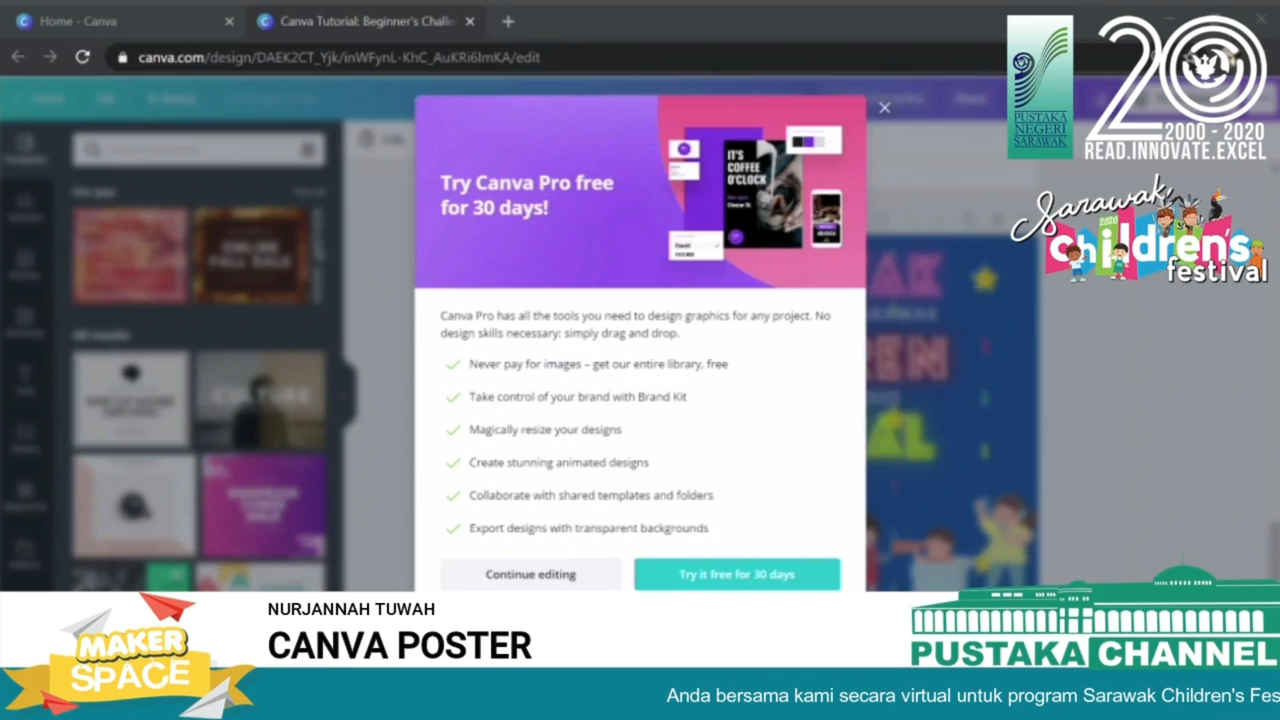 Home - Canva
Canva Tutorial: Beginner's Challe
canva.com/design/DAEK2CT_Yjk/inWFynL-KhC_AuKRi6lmKA/edit
PUSTAKA
NEGERI
SARAWAK
20
2000 - 2020
READ.INNOVATE.EXCEL
Sarawak
2020
children's
festival
Try Canva Pro free
for 30 days!
IT'S
COFFEE
O'CLOCK
Canva Pro has all the tools you need to design graphics for any project. No
design skills necessary: simply drag and drop.
Never pay for images – get our entire library, free
Take control of your brand with Brand Kit
Magically resize your designs
Create stunning animated designs
Collaborate with shared templates and folders
Export designs with transparent backgrounds
Continue editing
Try it free for 30 days
CULTURE
MAKER
SPACE
NURJANNAH TUWAH
CANVA POSTER
PUSTAKA CHANNEL
Anda bersama kami secara virtual untuk program Sarawak Children's Fes